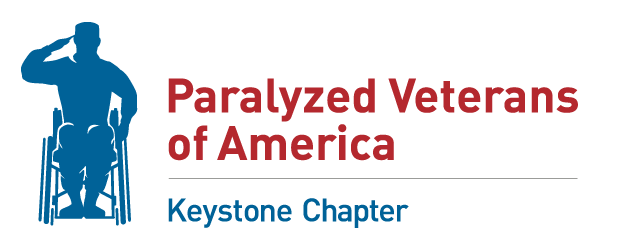 Paralyzed Veterans
of America
Keystone Chapter